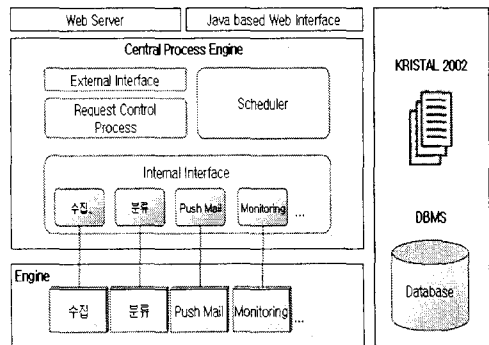 Web Server
Java based Web Interface
Central Process Engine
External Interface
Request Control
Process
Scheduler
Internal Interface
수집
분류
Push Mail
Monitoring
...
Engine
수집
분류
Push Mail
Monitoring
...
KRISTAL 2002
DBMS
Database